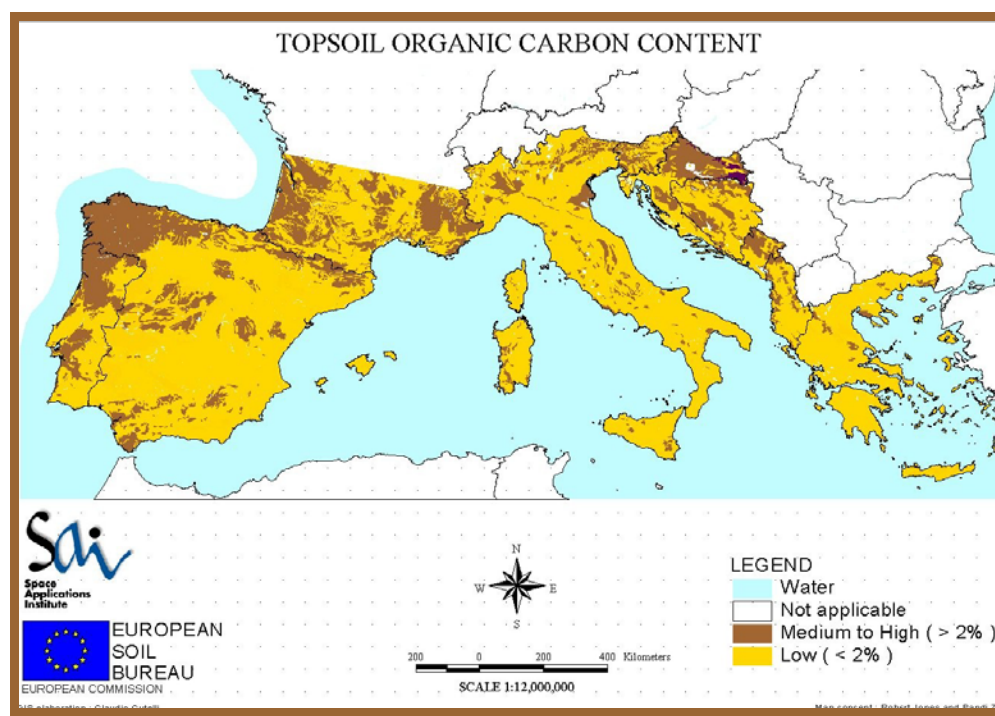 TOPSOIL ORGANIC CARBON CONTENT
Sai
Space
Applications
Institute
EUROPEAN
SOIL
BUREAU
EUROPEAN COMMISSION
N
W E
S
200 0 200 400 Kilometers
SCALE 1:12,000,000
LEGEND
Water
Not applicable
Medium to High ( > 2% )
Low ( < 2% )